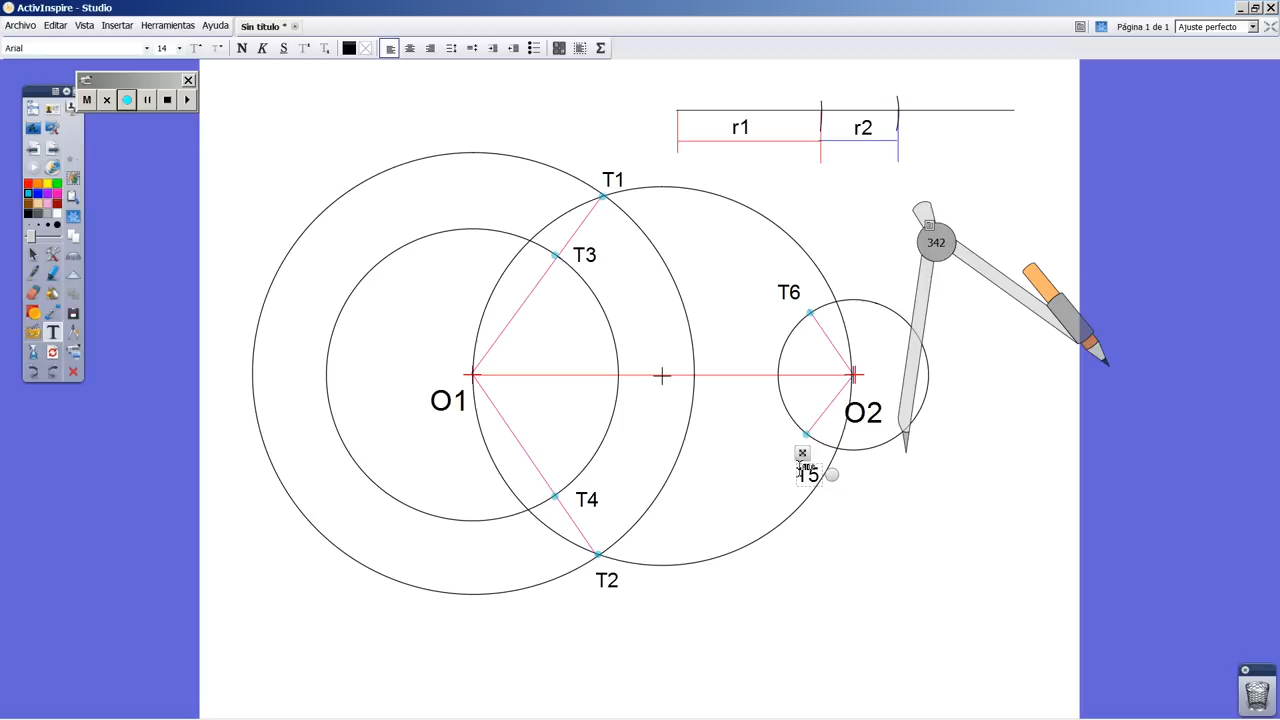 ActivInspire - Studio
Archivo Editar Vista Insertar Herramientas Ayuda
Sin título *
Página 1 de 1
Ajuste perfecto
Arial
14
N K S
M
r1
r2
T1
T3
342
T6
O1
O2
T5
T4
T2